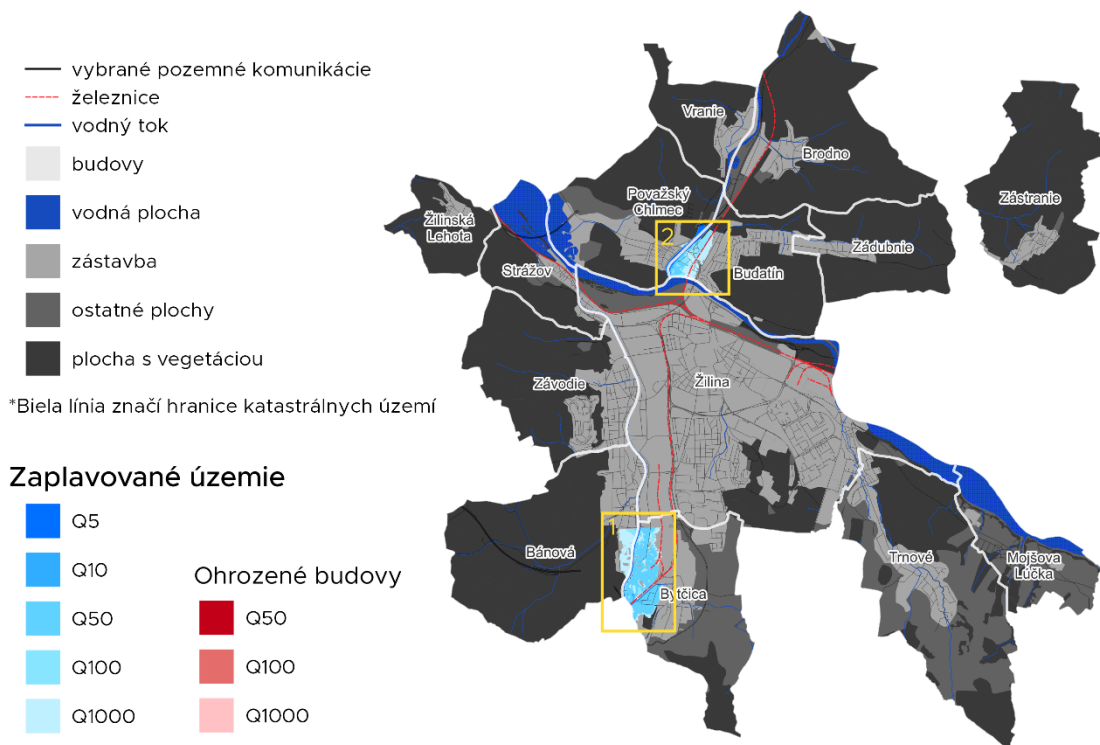 vybrané pozemné komunikácie
železnice
vodný tok
budovy
vodná plocha
zástavba
ostatné plochy
plocha s vegetáciou
*Biela línia značí hranice katastrálnych území
Zaplavované územie
Q5
Q10
Q50
Q100
Q1000
Ohrozené budovy
Q50
Q100
Q1000
Vranie
Brodno
Považský
Chlmec
Zástranie
Žilinská
Lehota
2
Zádubnie
Strážov
Budatín
Závodie
Žilina
1
Bánová
Bytčica
Trnové
Mojšova
Lúčka